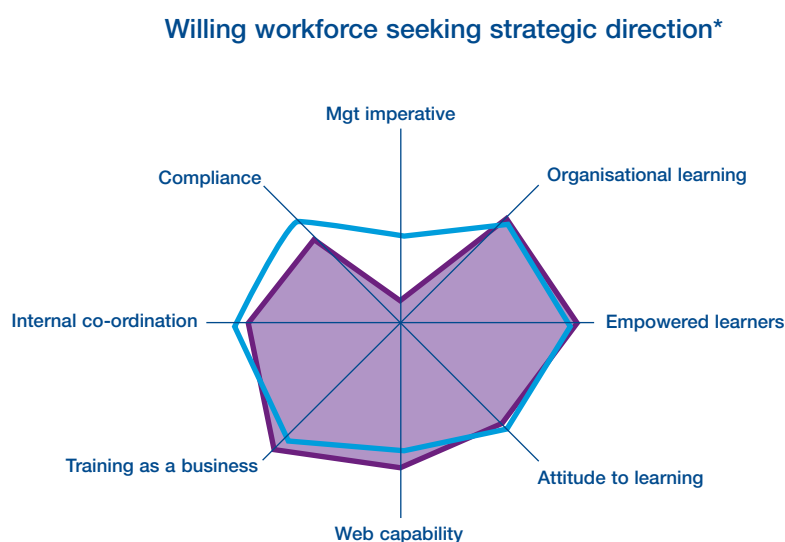 Willing workforce seeking strategic direction*
Mgt imperative
Compliance
Organisational learning
Internal co-ordination
Empowered learners
Training as a business
Attitude to learning
Web capability